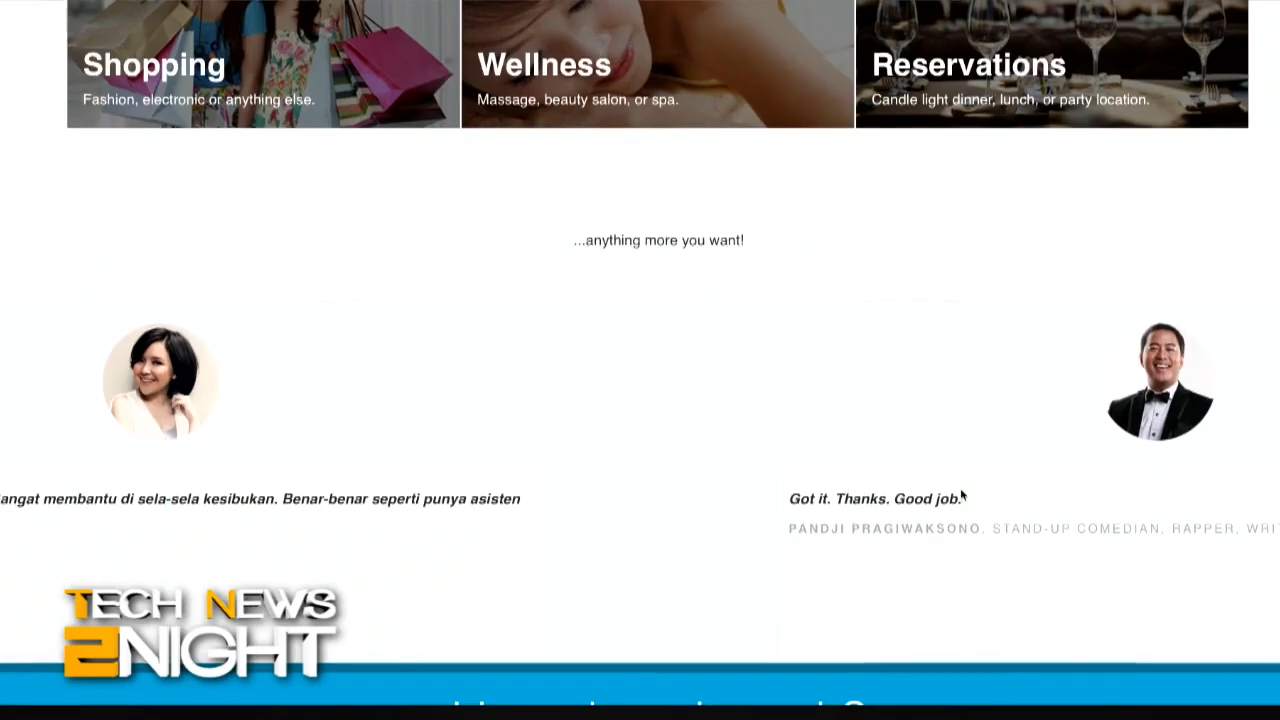 Shopping
Fashion, electronic or anything else.
Wellness
Massage, beauty salon, or spa.
Reservations
Candle light dinner, lunch, or party location.
...anything more you want!
angat membantu di sela-sela kesibukan. Benar-benar seperti punya asisten
Got it. Thanks. Good job.
PANDJI PRAGIWAKSONO, STAND-UP COMEDIAN, RAPPER, WRI
TECH NEWS
2NIGHT